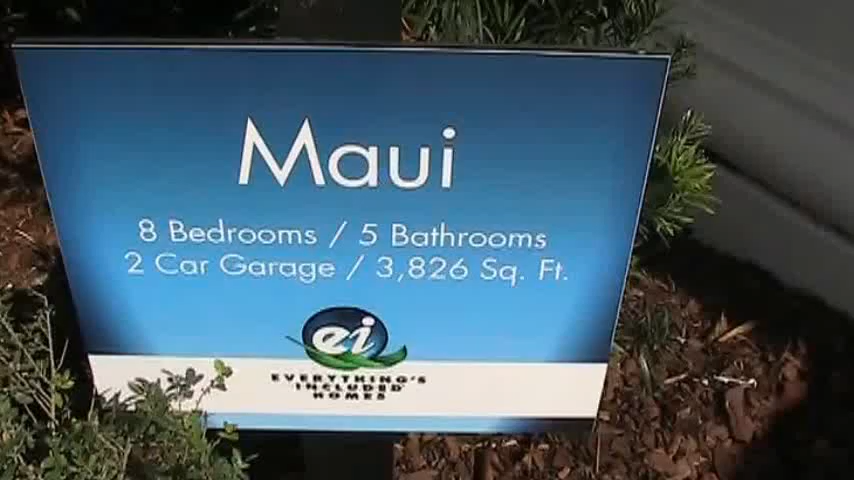 Maui
8 Bedrooms / 5 Bathrooms
2 Car Garage / 3,826 Sq. Ft.
ei
EVERYTHING'S
INCLUDED
HOMES